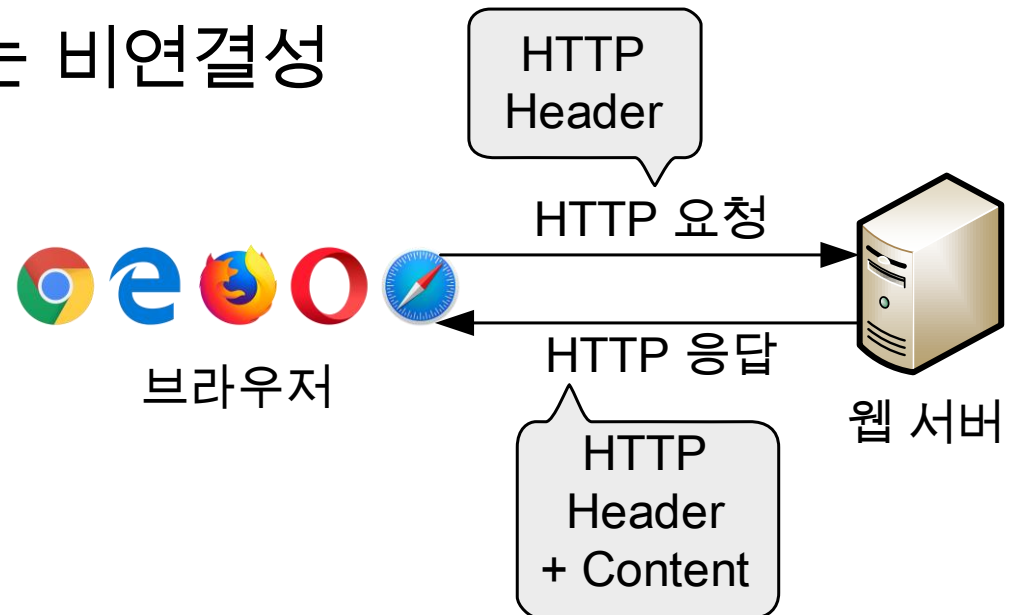 는 비연결성
HTTP
Header
HTTP 요청
HTTP 응답
브라우저
웹 서버
HTTP
Header
+ Content